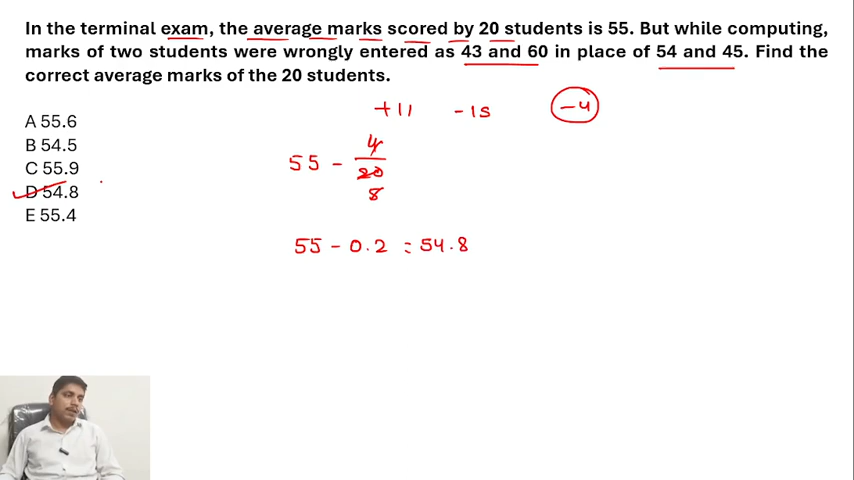 In the terminal exam, the average marks scored by 20 students is 55. But while computing,
marks of two students were wrongly entered as 43 and 60 in place of 54 and 45. Find the
correct average marks of the 20 students.
+11 -15 -4
A 55.6
B 54.5
C 55.9
D 54.8
E 55.4
55 - 4
20
5
55 - 0.2 = 54.8